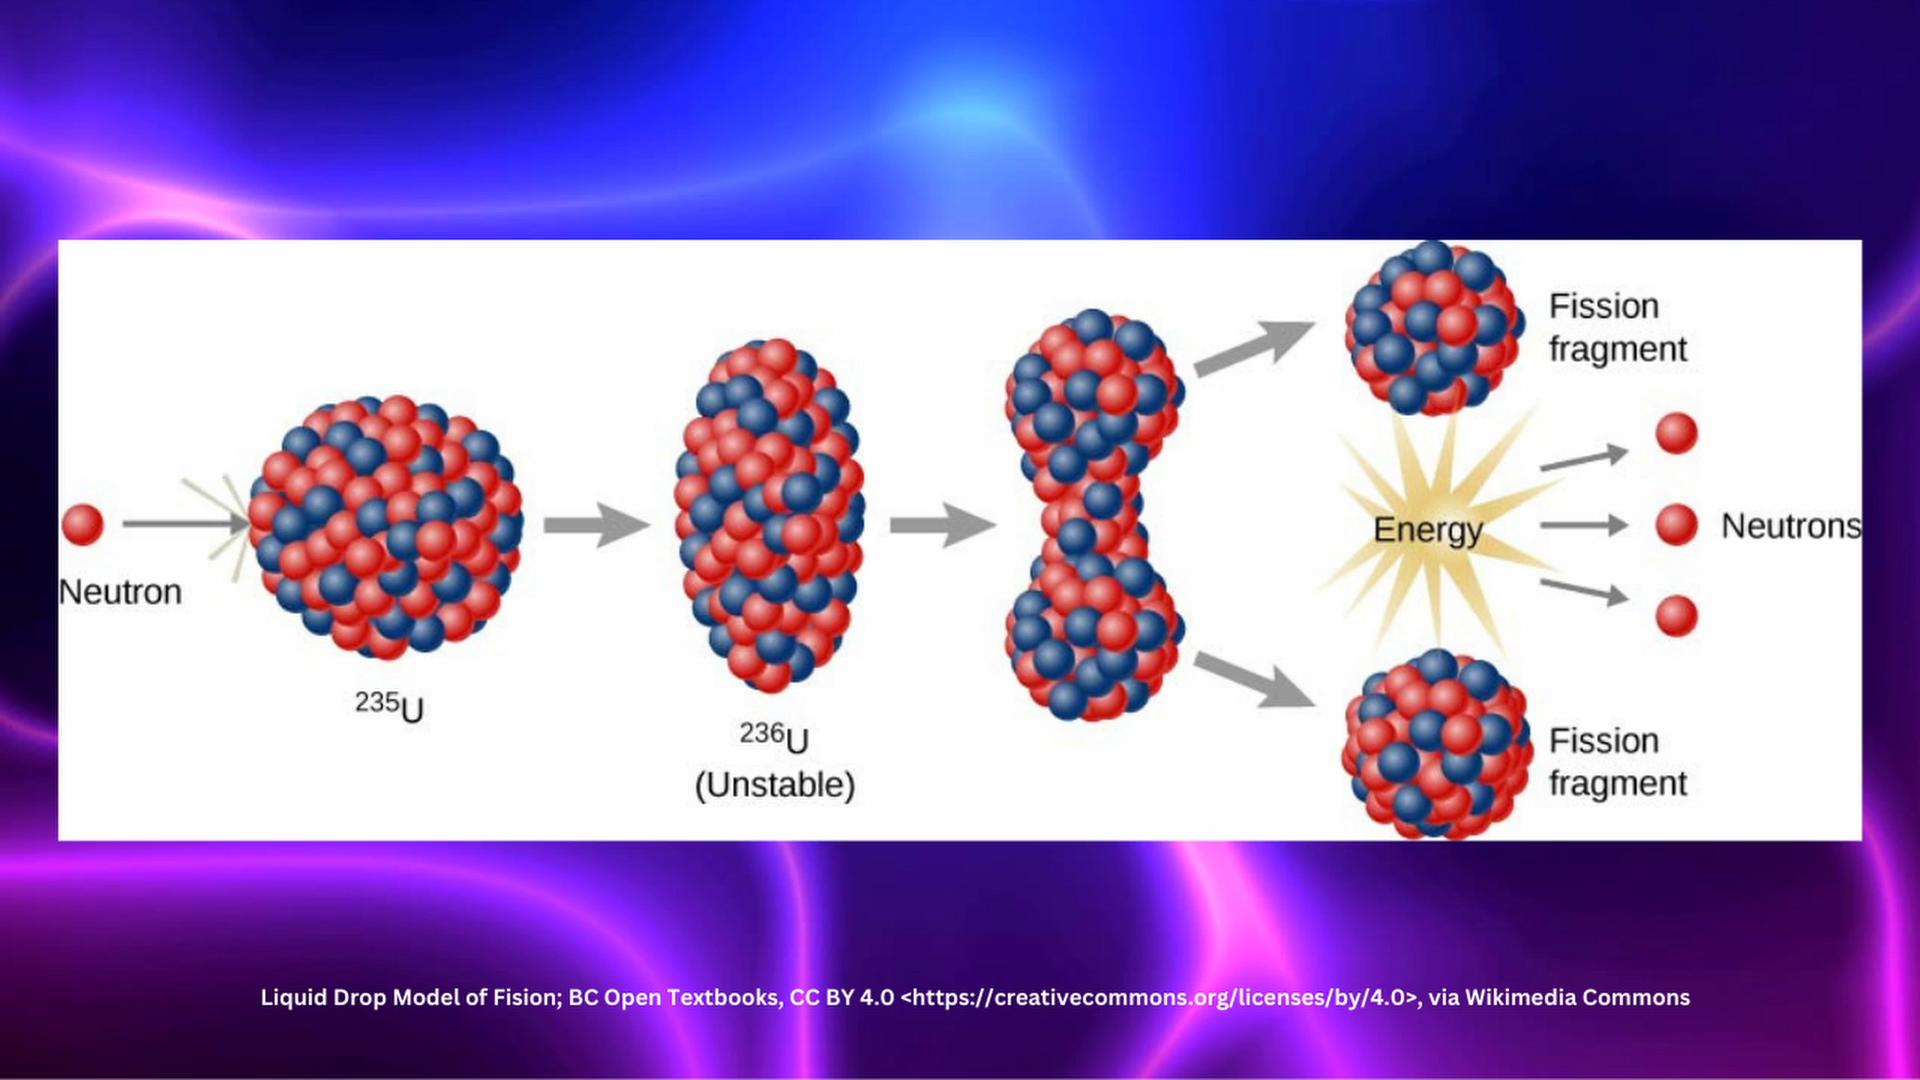 Neutron
²³⁵U
²³⁶U
(Unstable)
Fission
fragment
Energy
Neutrons
Fission
fragment
Liquid Drop Model of Fision; BC Open Textbooks, CC BY 4.0 <https://creativecommons.org/licenses/by/4.0>, via Wikimedia Commons